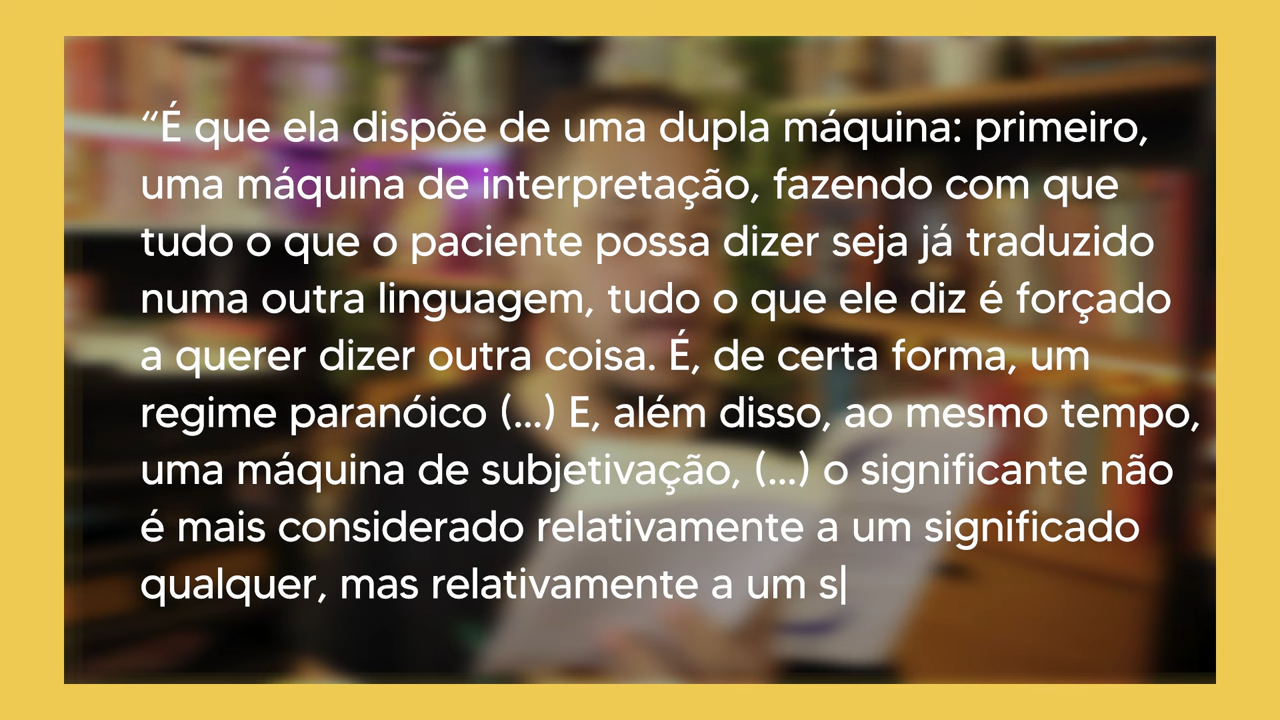 “É que ela dispõe de uma dupla máquina: primeiro,
uma máquina de interpretação, fazendo com que
tudo o que o paciente possa dizer seja já traduzido
numa outra linguagem, tudo o que ele diz é forçado
a querer dizer outra coisa. É, de certa forma, um
regime paranóico (...) E, além disso, ao mesmo tempo,
uma máquina de subjetivação, (...) o significante não
é mais considerado relativamente a um significado
qualquer, mas relativamente a um s|